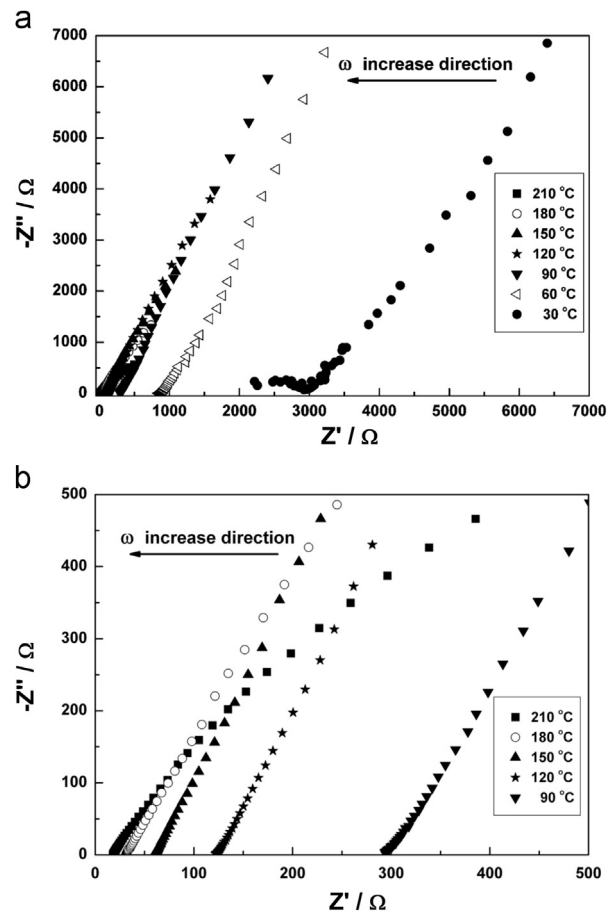 a
7000
6000
5000
4000
3000
2000
1000
0
-Z'' / Ω
ω increase direction
210 °C
180 °C
150 °C
120 °C
90 °C
60 °C
30 °C
0 1000 2000 3000 4000 5000 6000 7000
Z' / Ω
b
500
400
300
200
100
0
-Z'' / Ω
ω increase direction
210 °C
180 °C
150 °C
120 °C
90 °C
0 100 200 300 400 500
Z' / Ω